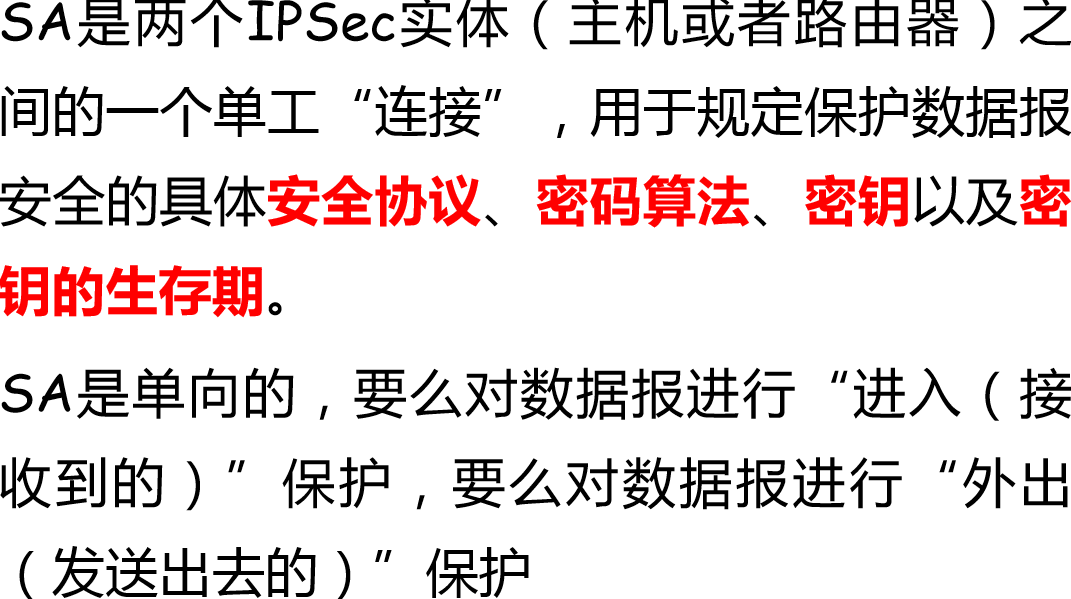 SA是两个IPSec实体（主机或者路由器）之
间的一个单工“连接”，用于规定保护数据报
安全的具体安全协议、密码算法、密钥以及密
钥的生存期。
SA是单向的，要么对数据报进行“进入（接
收到的）”保护，要么对数据报进行“外出
（发送出去的）”保护